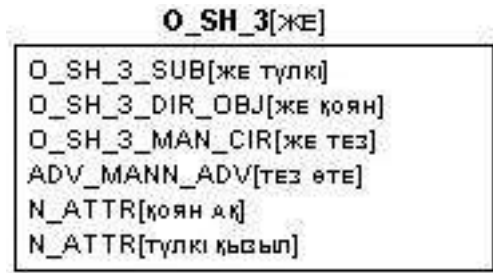 O_SH_3[ЖЕ]
O_SH_3_SUB[же түлкі]
O_SH_3_DIR_OBJ[же қоян]
O_SH_3_MAN_CIR[же тез]
ADV_MANN_ADV[тез өте]
N_ATTR[қоян ақ]
N_ATTR[түлкі қызыл]